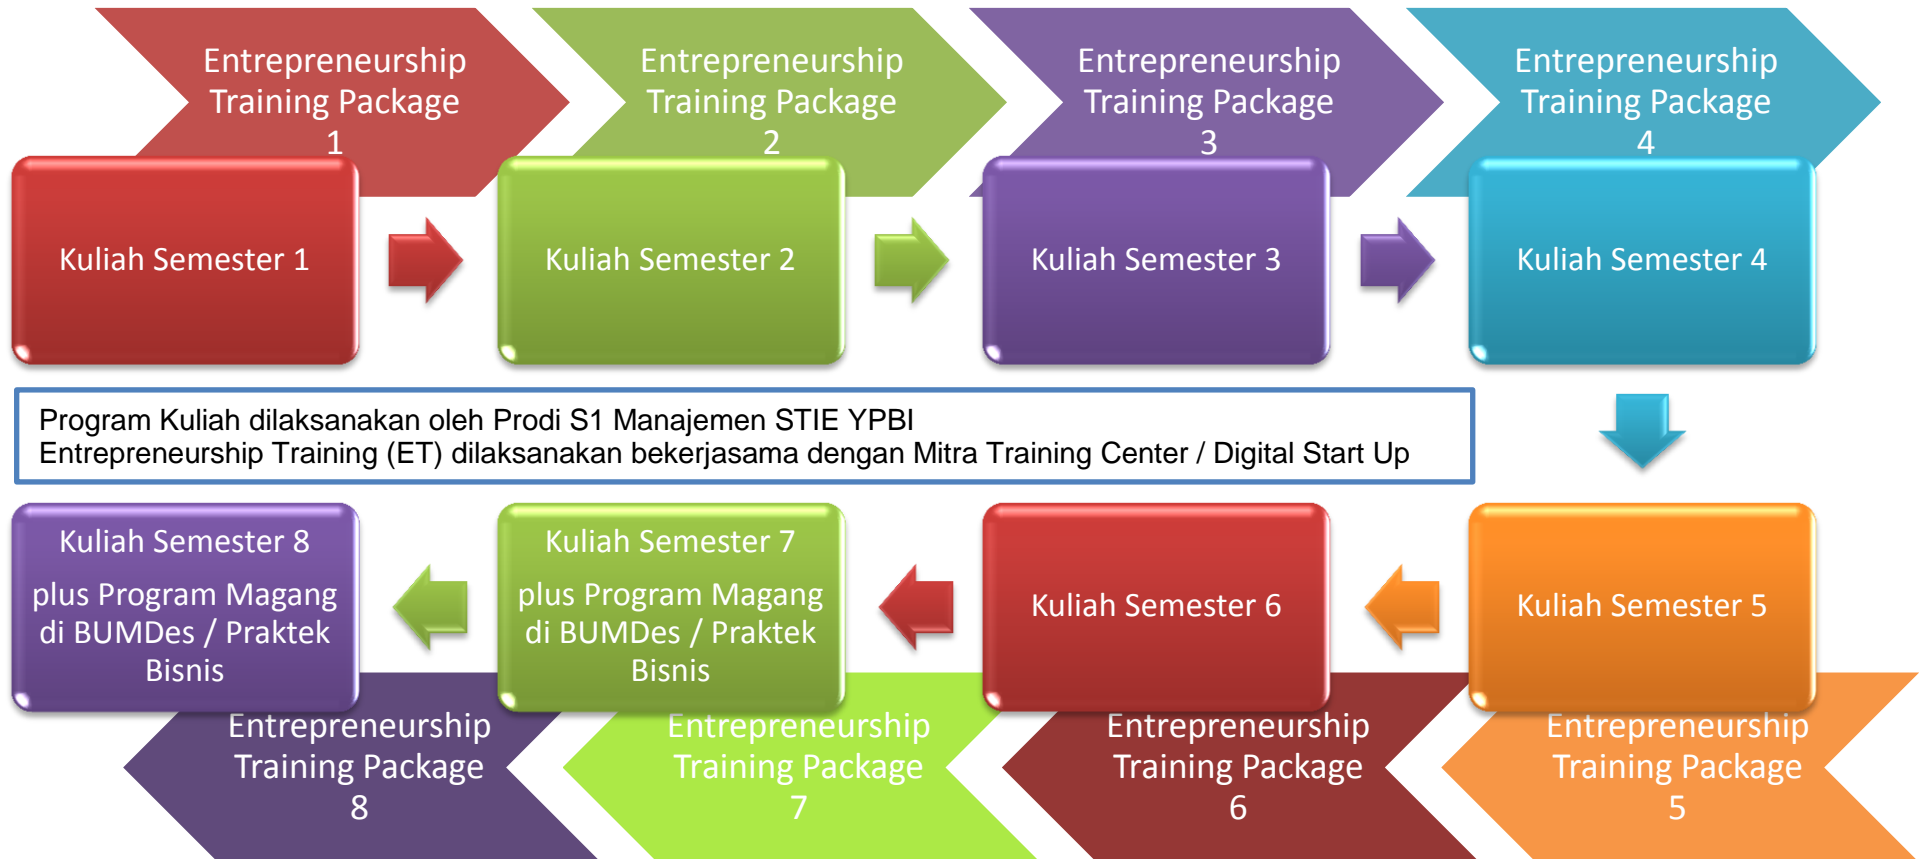 Entrepreneurship
Training Package
1
Entrepreneurship
Training Package
2
Entrepreneurship
Training Package
3
Entrepreneurship
Training Package
4
Kuliah Semester 1
Kuliah Semester 2
Kuliah Semester 3
Kuliah Semester 4
Program Kuliah dilaksanakan oleh Prodi S1 Manajemen STIE YPBI
Entrepreneurship Training (ET) dilaksanakan bekerjasama dengan Mitra Training Center / Digital Start Up
Kuliah Semester 8
plus Program Magang
di BUMDes / Praktek
Bisnis
Kuliah Semester 7
plus Program Magang
di BUMDes / Praktek
Bisnis
Kuliah Semester 6
Kuliah Semester 5
Entrepreneurship
Training Package
8
Entrepreneurship
Training Package
7
Entrepreneurship
Training Package
6
Entrepreneurship
Training Package
5